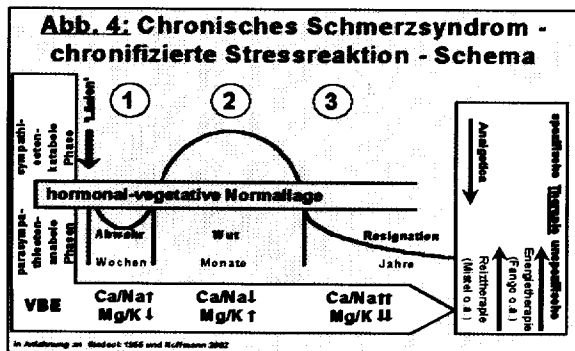 Abb. 4: Chronisches Schmerzsyndrom -
chronifizierte Stressreaktion - Schema
1 2 3
sympathi-
cotone
katabole
Phase
hormonal-vegetative Normallage
parasympa-
thicotone
anabole
Phasen
Abwehr Wut Resignation
Wochen Monate Jahre
VBE
Ca/Na↑ Ca/Na↓ Ca/Na⇈
Mg/K↓ Mg/K↑ Mg/K⇊
Analgetica
spezifische Therapie unspezifische
Reiztherapie
(Mistel o.ä.)
Energietherapie
(Fango o.ä.)
in Anlehnung an 1956 und Hoffmann 2002